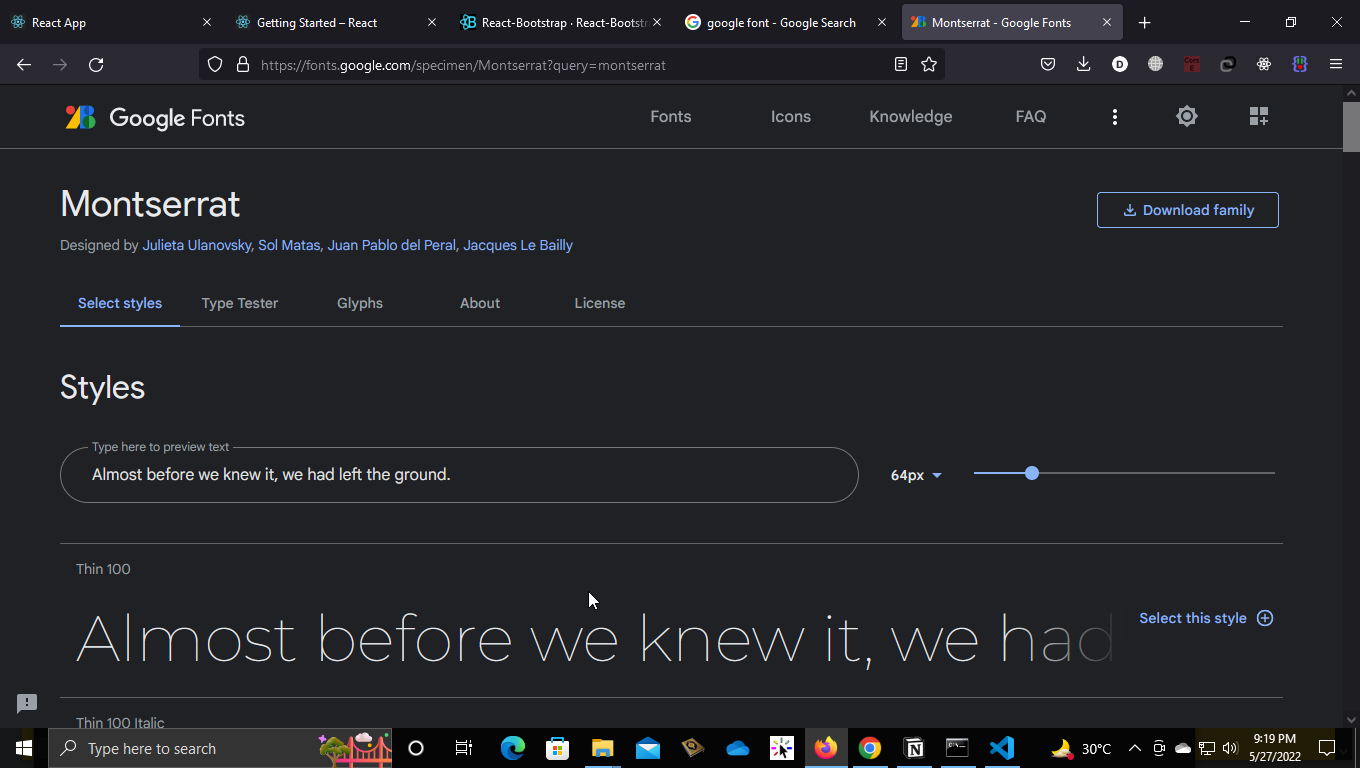 React App
Getting Started – React
React-Bootstrap · React-Bootstr
google font - Google Search
Montserrat - Google Fonts
https://fonts.google.com/specimen/Montserrat?query=montserrat
Google Fonts
Fonts
Icons
Knowledge
FAQ
Montserrat
Download family
Designed by Julieta Ulanovsky, Sol Matas, Juan Pablo del Peral, Jacques Le Bailly
Select styles
Type Tester
Glyphs
About
License
Styles
Type here to preview text
Almost before we knew it, we had left the ground.
64px
Thin 100
Almost before we knew it, we had
Select this style
Thin 100 Italic
Type here to search
30°C
9:19 PM
5/27/2022